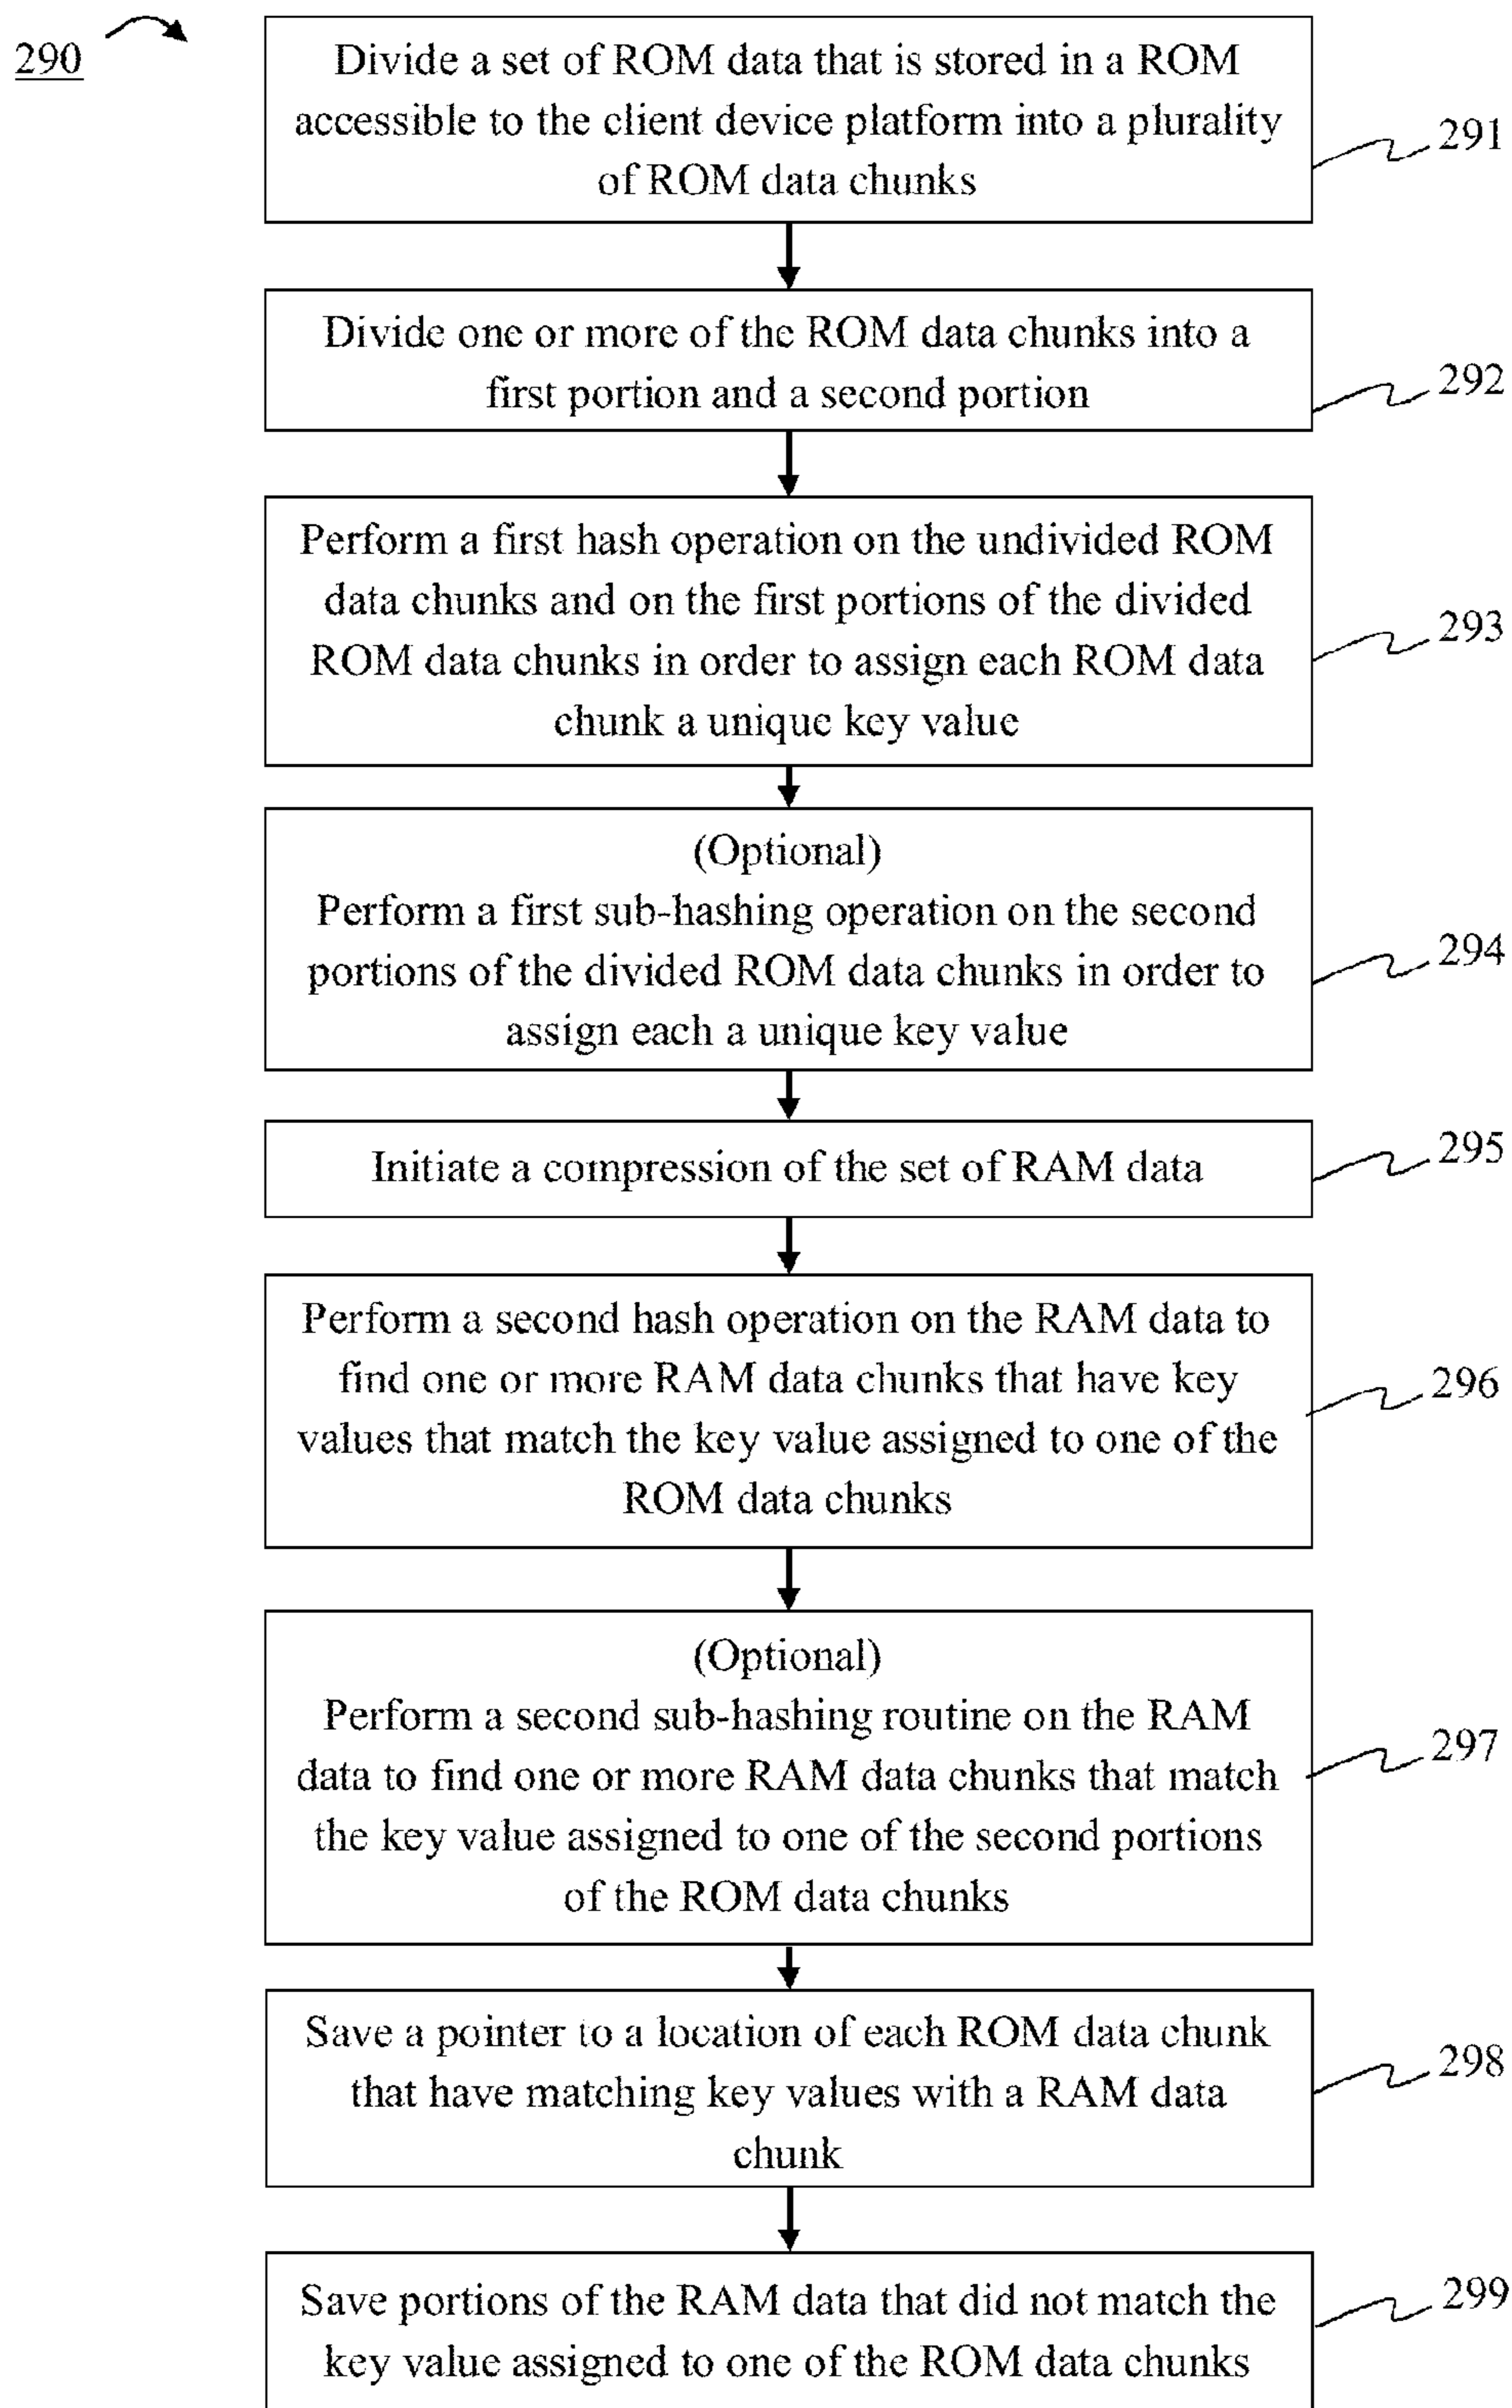 290
Divide a set of ROM data that is stored in a ROM
accessible to the client device platform into a plurality
of ROM data chunks
291
Divide one or more of the ROM data chunks into a
first portion and a second portion
292
Perform a first hash operation on the undivided ROM
data chunks and on the first portions of the divided
ROM data chunks in order to assign each ROM data
chunk a unique key value
293
(Optional)
Perform a first sub-hashing operation on the second
portions of the divided ROM data chunks in order to
assign each a unique key value
294
Initiate a compression of the set of RAM data
295
Perform a second hash operation on the RAM data to
find one or more RAM data chunks that have key
values that match the key value assigned to one of the
ROM data chunks
296
(Optional)
Perform a second sub-hashing routine on the RAM
data to find one or more RAM data chunks that match
the key value assigned to one of the second portions
of the ROM data chunks
297
Save a pointer to a location of each ROM data chunk
that have matching key values with a RAM data
chunk
298
Save portions of the RAM data that did not match the
key value assigned to one of the ROM data chunks
299